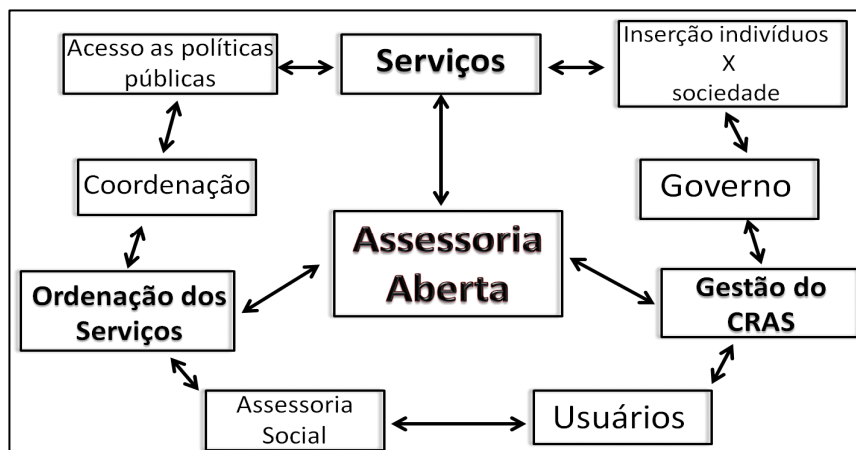 Acesso as políticas
públicas
Serviços
Inserção indivíduos
X
sociedade
Coordenação
Governo
Assessoria
Aberta
Ordenação dos
Serviços
Gestão do
CRAS
Assessoria
Social
Usuários